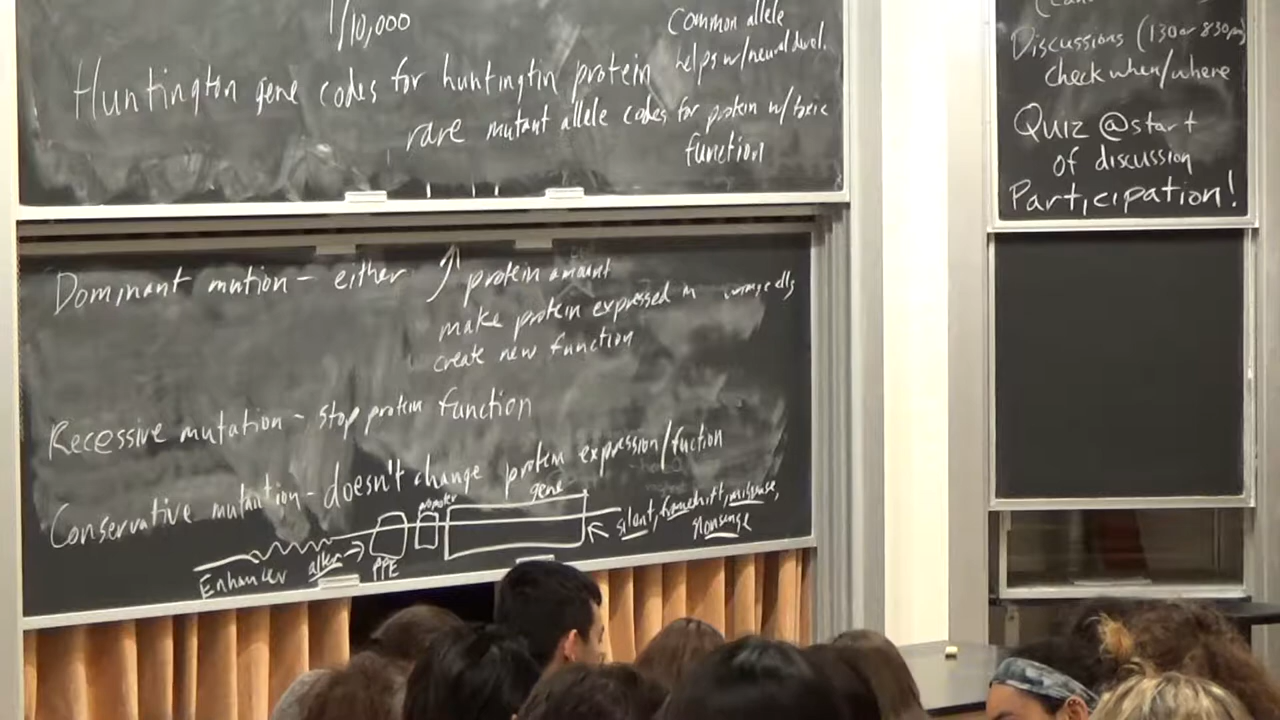 1/10,000
Common allele
helps w/neural devel.
Huntington gene codes for huntingtin protein
rare mutant allele codes for protein w/toxic
function
Dominant mution - either ↑ protein amount
make protein expressed in wrong cells
create new function
Recessive mutation - stop protein function
Conservative mutation - doesn't change protein expression/fuction
Enhancer
alter →
PPE
promoter
gene
silent, frameshift, missense,
Nonsense
Discussions (130 or 830pm)
check when/where
Quiz @start
of discussion
Participation!